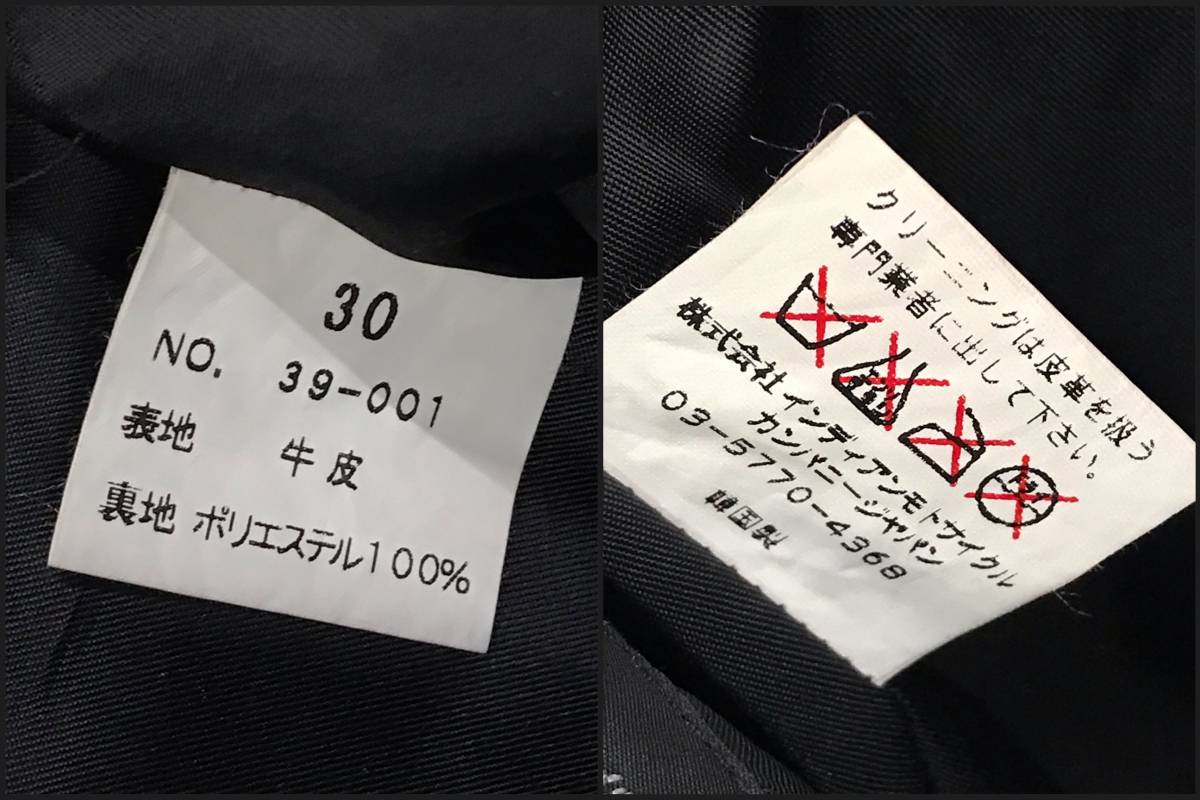 30
NO. 39-001
表地 牛皮
裏地 ポリエステル100%
クリーニングは皮革を扱う
専門業者に出して下さい。
株式会社インディアンモトサイクル
カンパニージャパン
03-5770-4368
韓国製